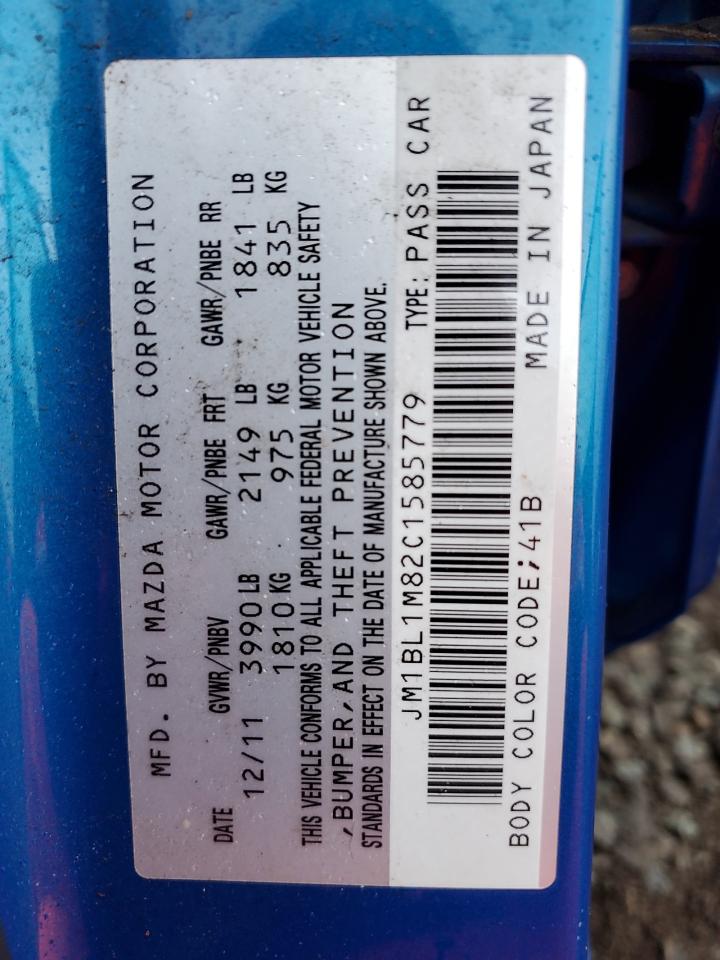 MFD. BY MAZDA MOTOR CORPORATION
DATE GVWR/PNBV GAWR/PNBE FRT GAWR/PNBE RR
12/11 3990 LB 2149 LB 1841 LB
1810 KG 975 KG 835 KG
THIS VEHICLE CONFORMS TO ALL APPLICABLE FEDERAL MOTOR VEHICLE SAFETY
,BUMPER,AND THEFT PREVENTION
STANDARDS IN EFFECT ON THE DATE OF MANUFACTURE SHOWN ABOVE.
JM1BL1M82C1585779 TYPE: PASS CAR
BODY COLOR CODE;41B MADE IN JAPAN